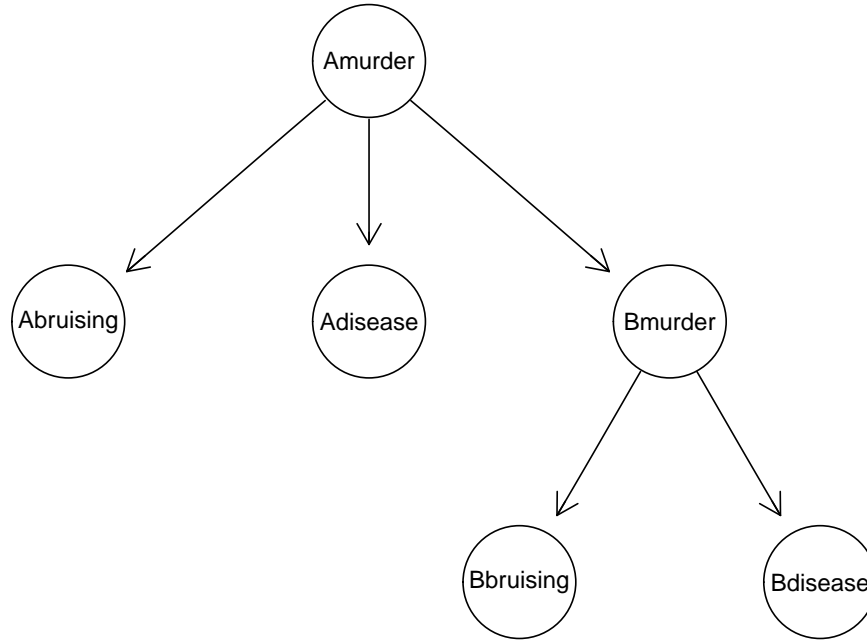 Amurder
Abruising
Adisease
Bmurder
Bbruising
Bdisease